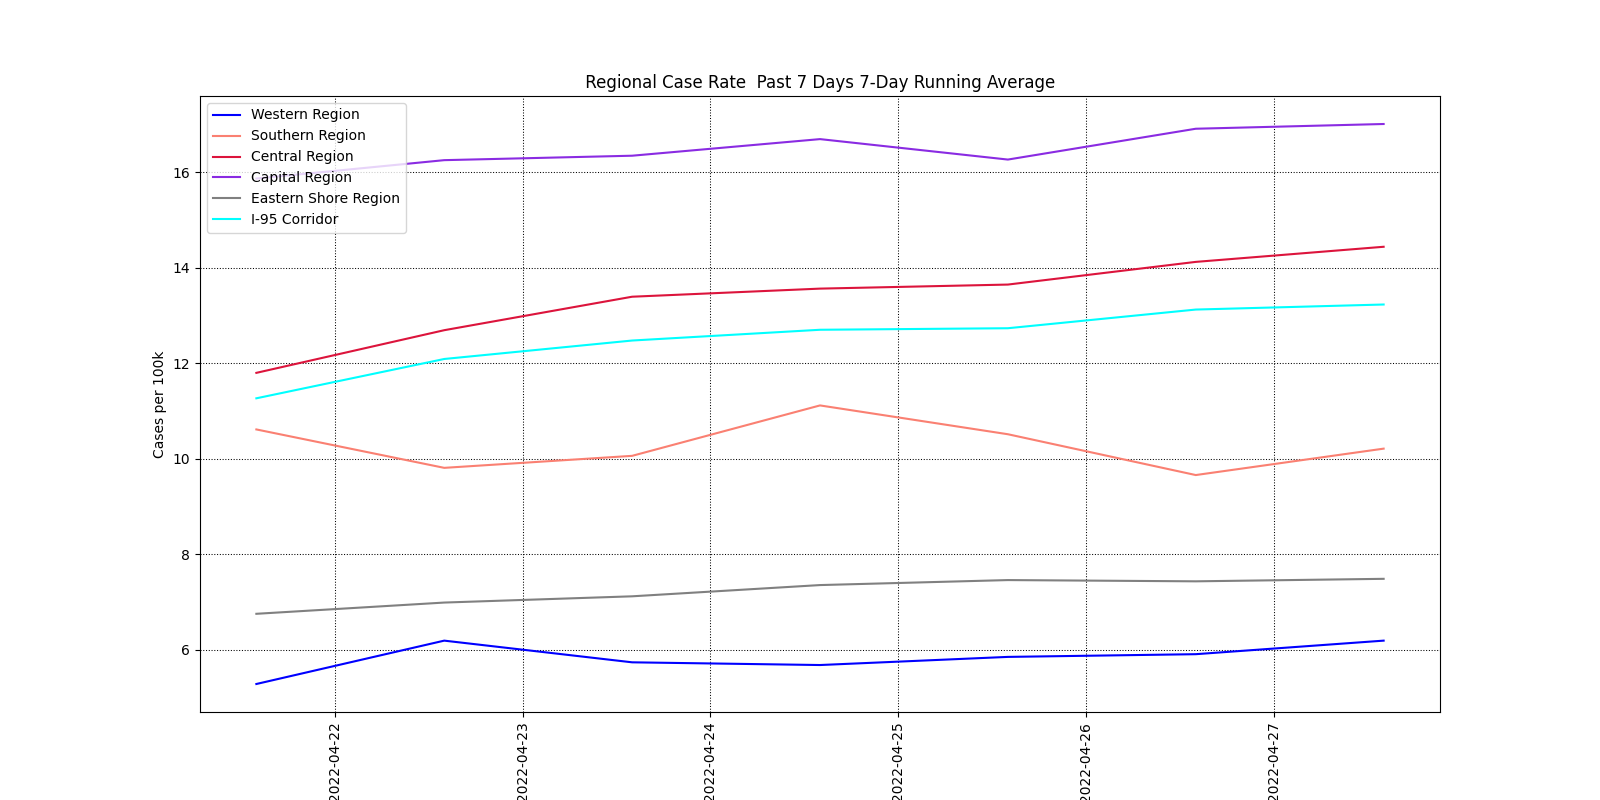 Regional Case Rate  Past 7 Days 7-Day Running Average
Western Region
Southern Region
Central Region
Capital Region
Eastern Shore Region
I-95 Corridor
Cases per 100k
16
14
12
10
8
6
2022-04-22
2022-04-23
2022-04-24
2022-04-25
2022-04-26
2022-04-27